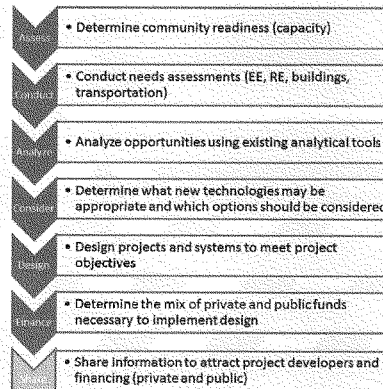 Assess
• Determine community readiness (capacity)
Conduct
• Conduct needs assessments (EE, RE, buildings,
transportation)
Analyze
• Analyze opportunities using existing analytical tools
Consider
• Determine what new technologies may be
appropriate and which options should be considered
Design
• Design projects and systems to meet project
objectives
Finance
• Determine the mix of private and public funds
necessary to implement design
Share
• Share information to attract project developers and
financing (private and public)